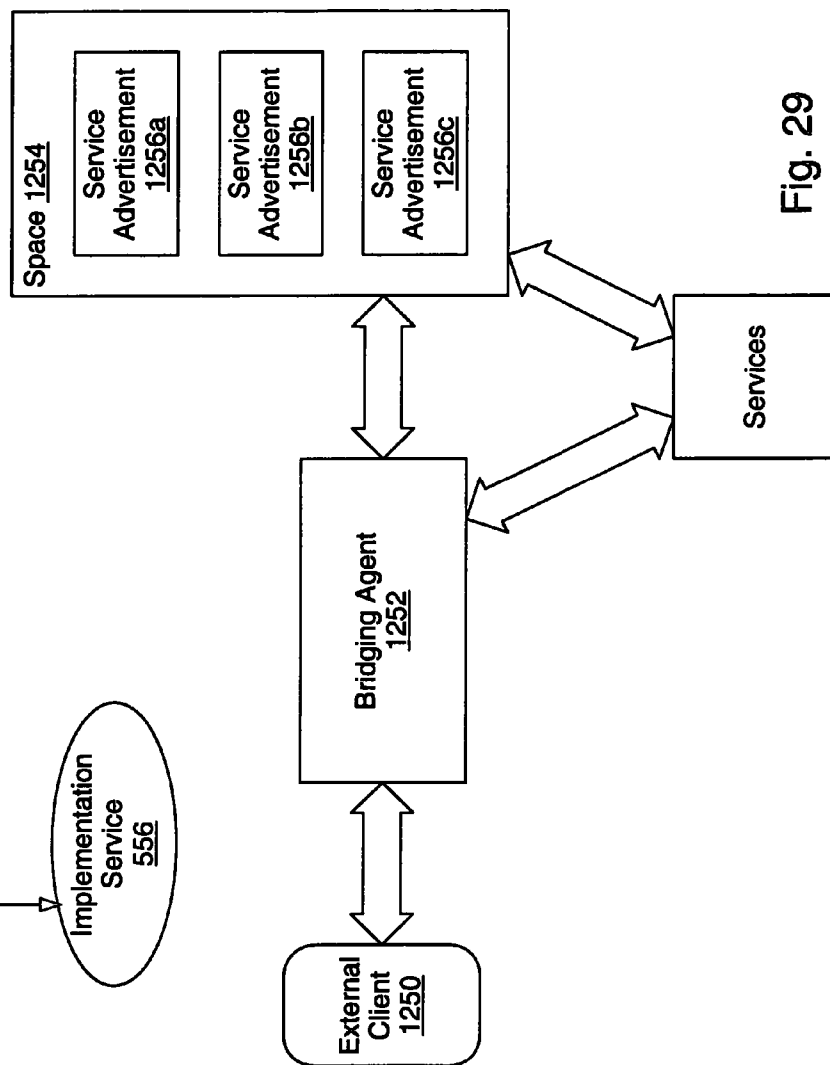 Implementation
Service
556
External
Client
1250
Bridging Agent
1252
Space 1254
Service
Advertisement
1256a
Service
Advertisement
1256b
Service
Advertisement
1256c
Services
Fig. 29